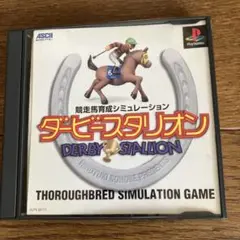 ASCII
PlayStation
競走馬育成シミュレーション
ダービースタリオン
DERBY STALLION
THOROUGHBRED SIMULATION GAME